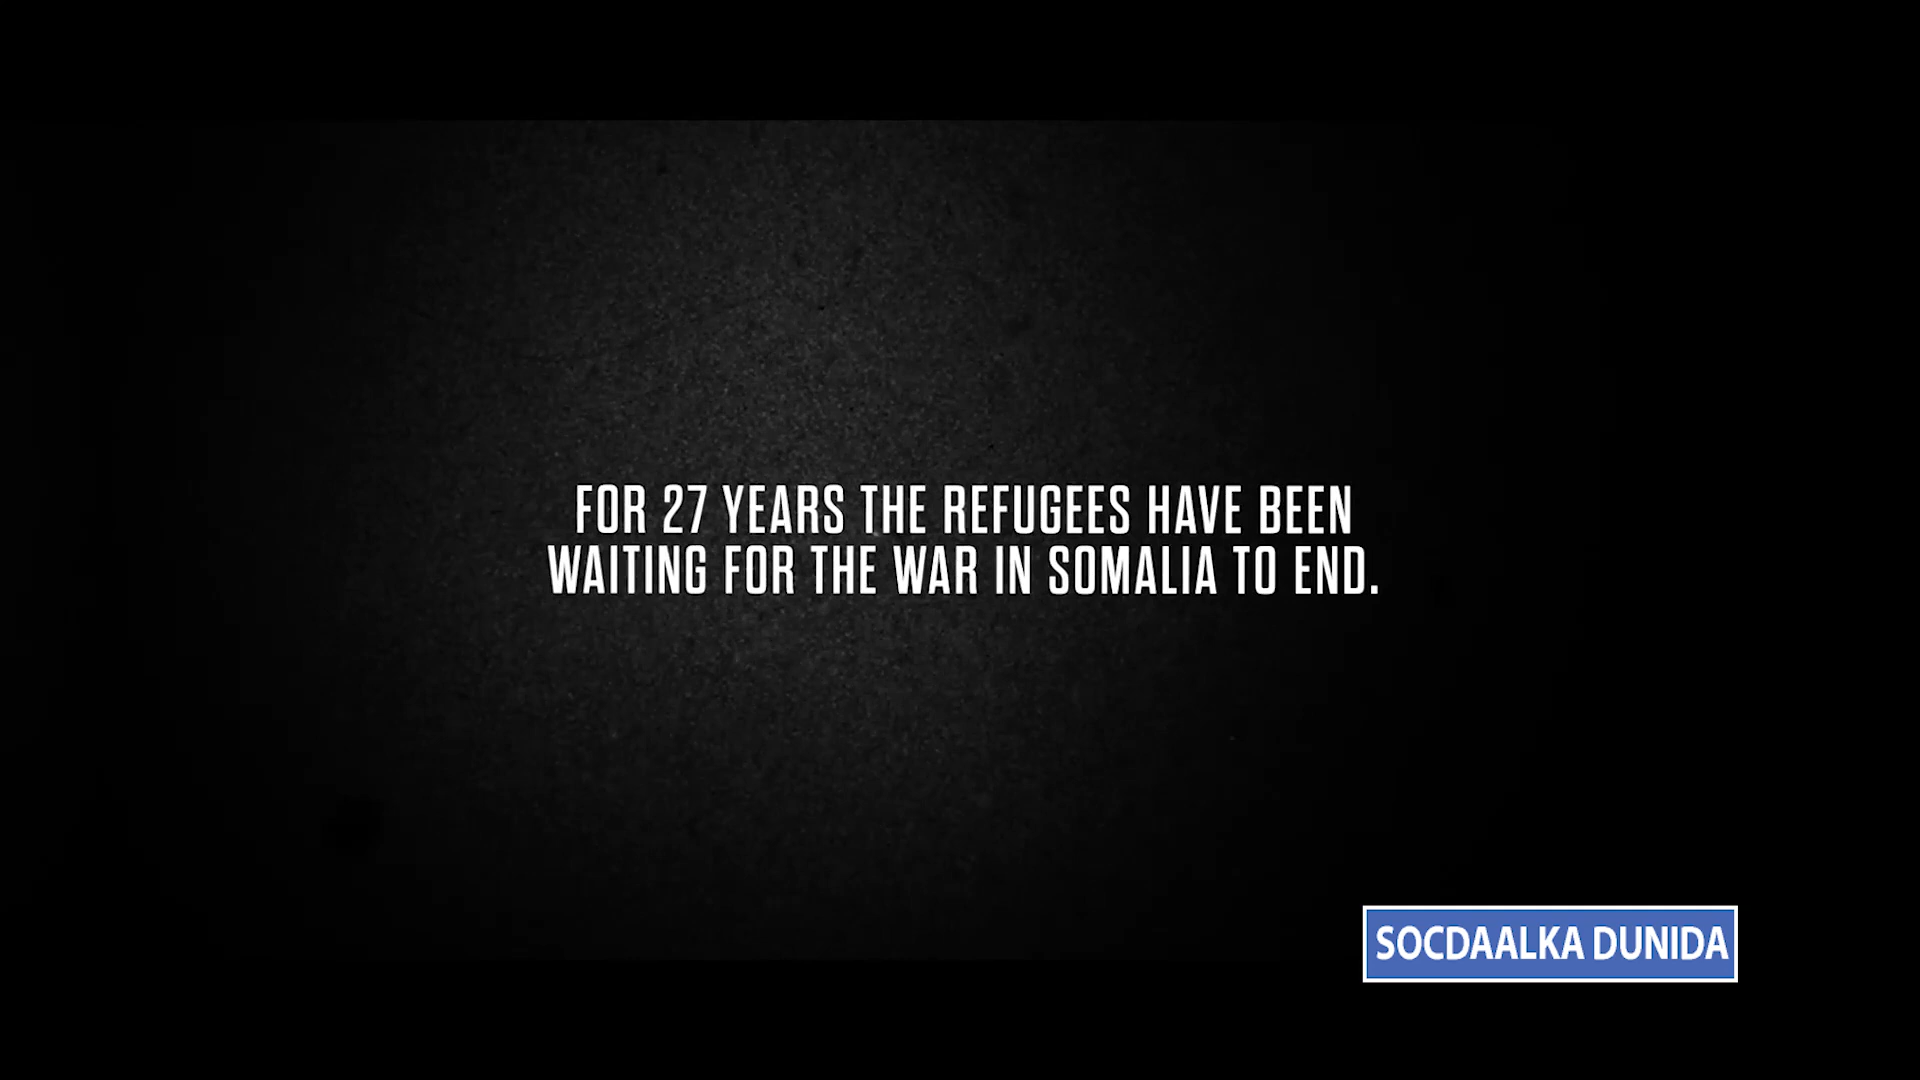 FOR 27 YEARS THE REFUGEES HAVE BEEN
WAITING FOR THE WAR IN SOMALIA TO END.
SOCDAALKA DUNIDA